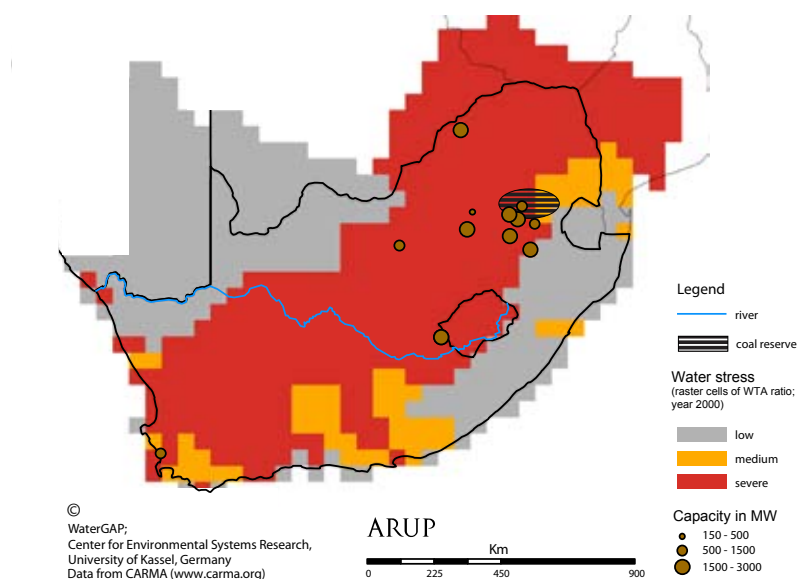 Legend
river
coal reserve
Water stress
(raster cells of WTA ratio;
year 2000)
low
medium
severe
Capacity in MW
150 - 500
500 - 1500
1500 - 3000
©
WaterGAP;
Center for Environmental Systems Research,
University of Kassel, Germany
Data from CARMA (www.carma.org)
ARUP
Km
0 225 450 900